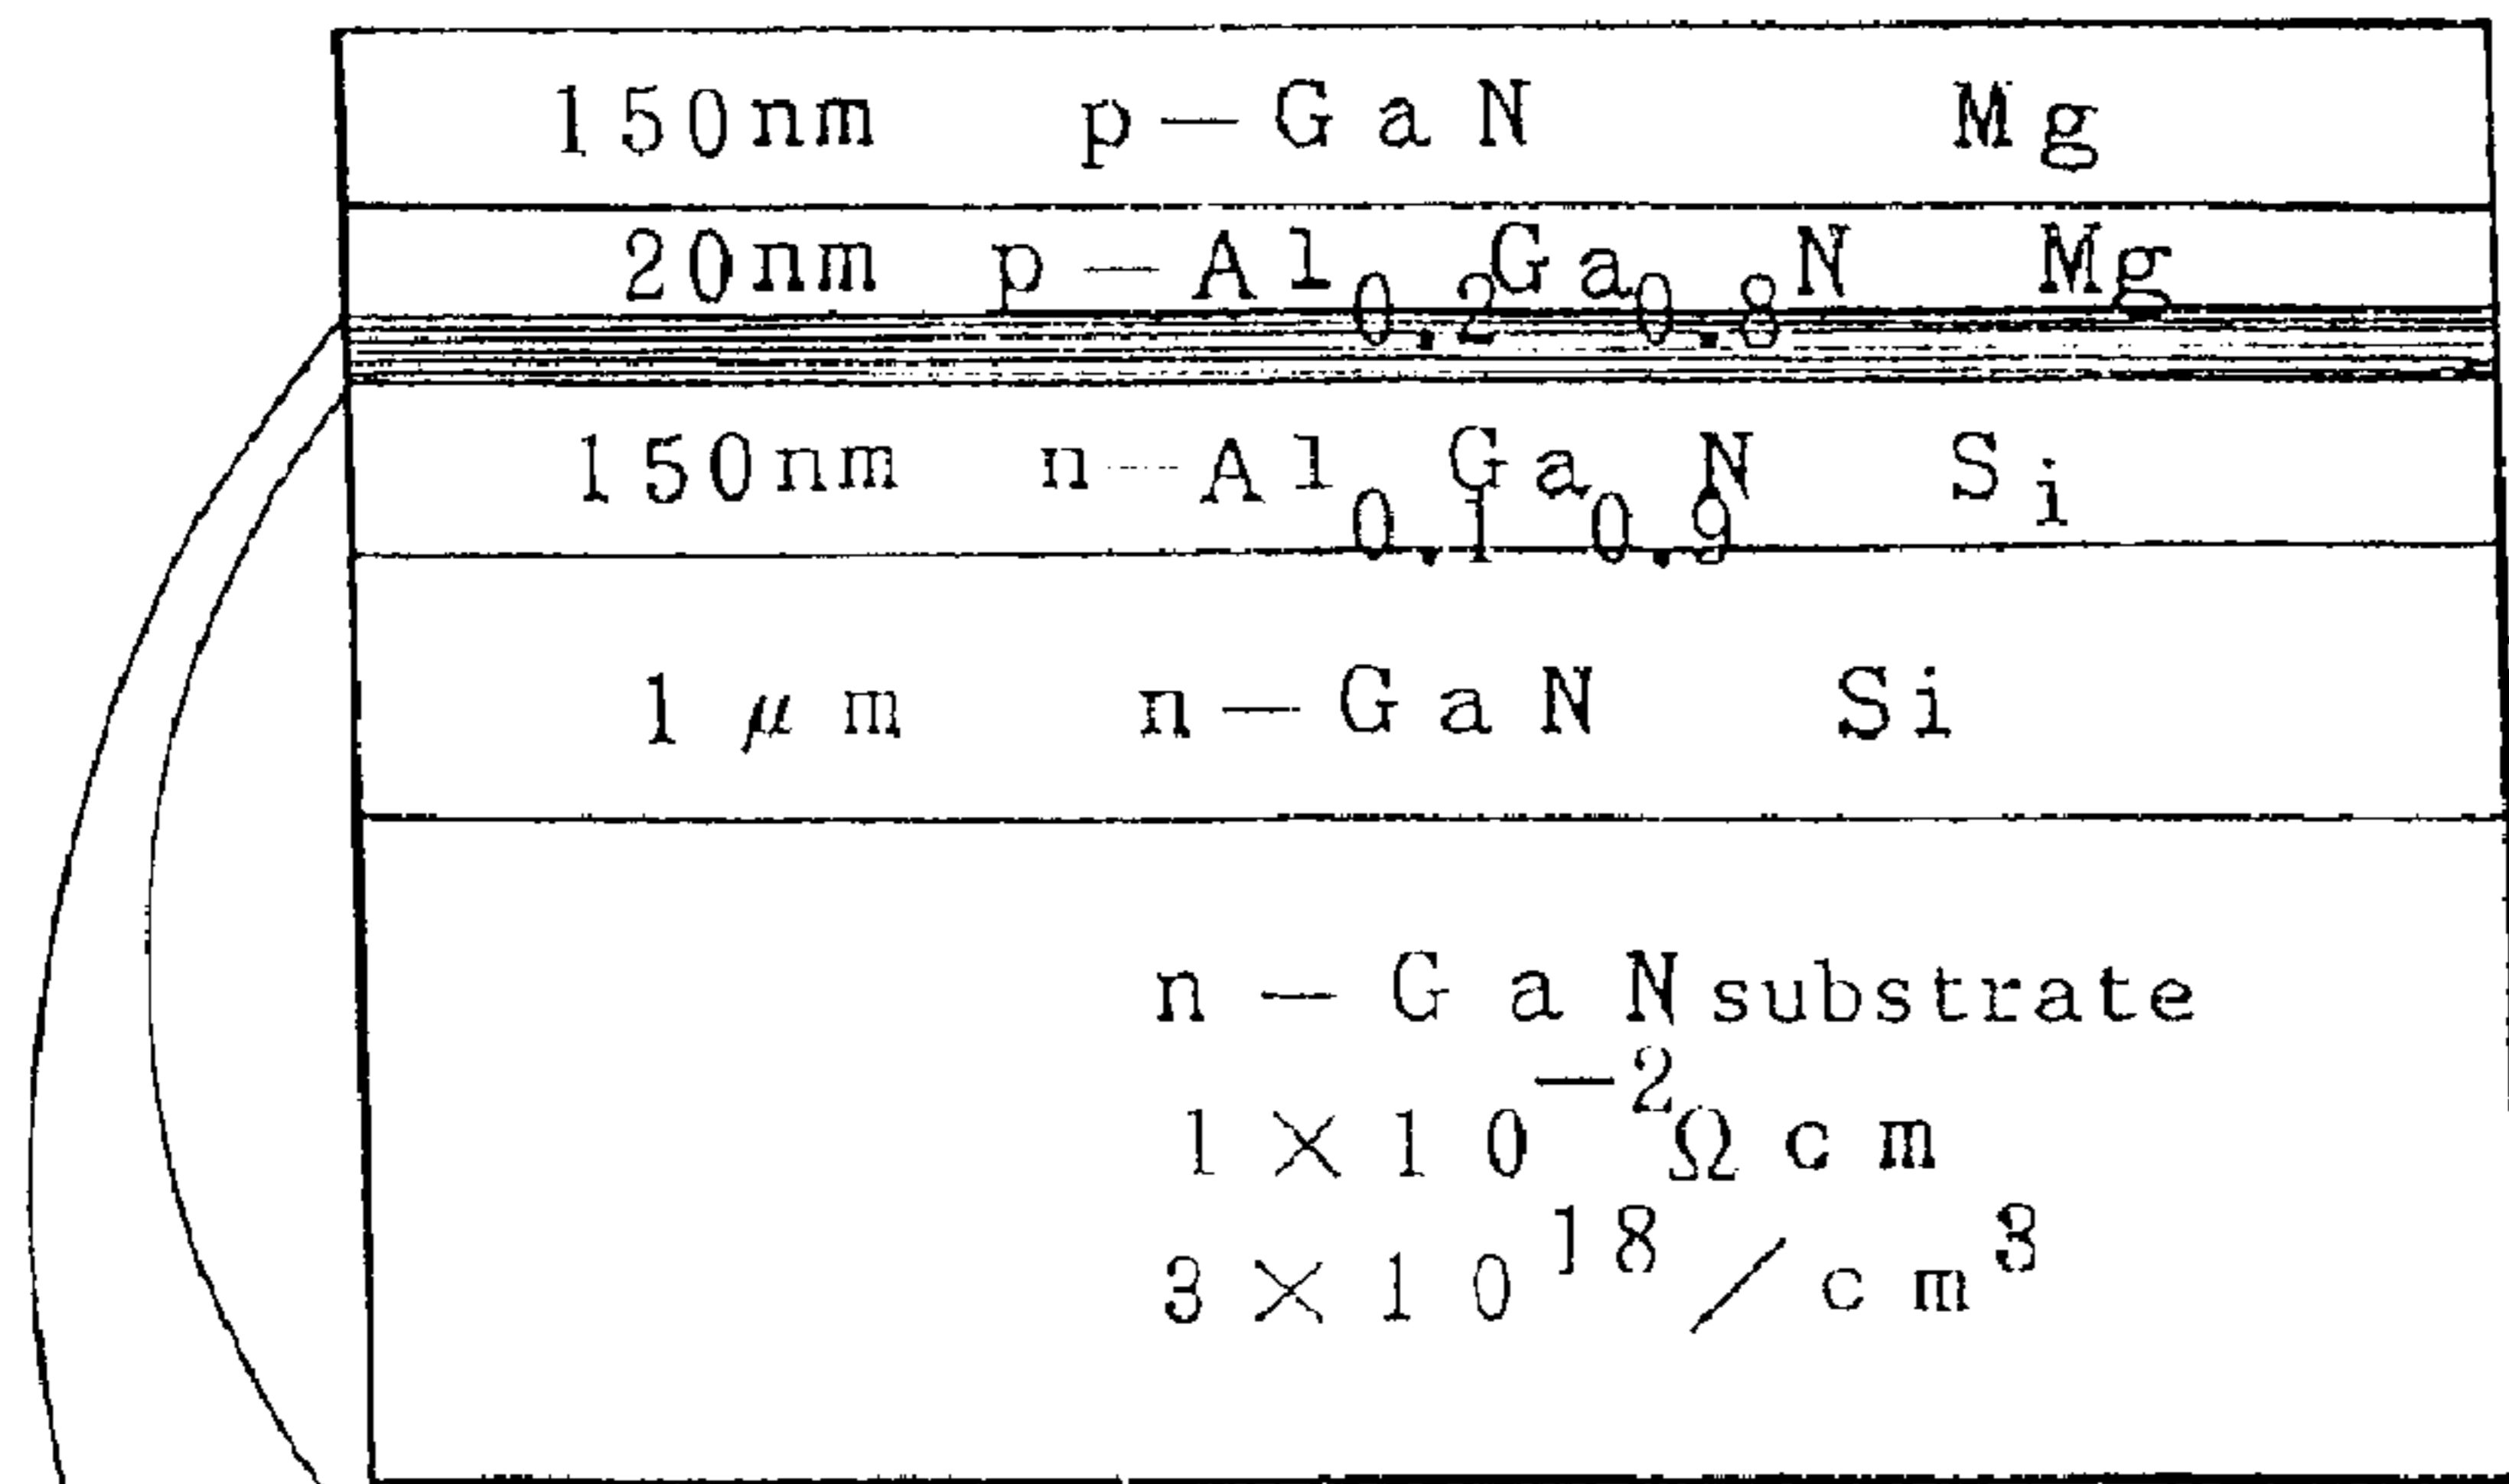 150nm p-GaN Mg
20nm p-Al₀.₂Ga₀.₈N Mg
150nm n-Al₀.₁Ga₀.₉N Si
1μm n-GaN Si
n-GaN substrate
1×10⁻²Ωcm
3×10¹⁸/cm³